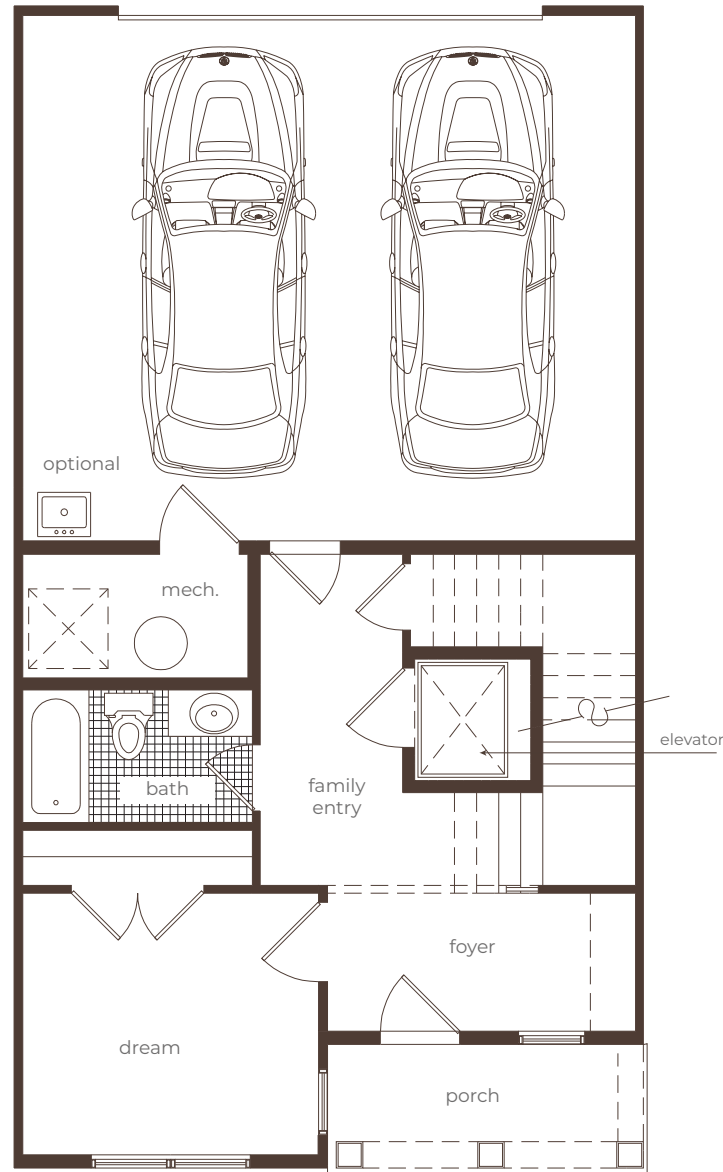 optional
mech.
elevator
bath
family
entry
foyer
dream
porch